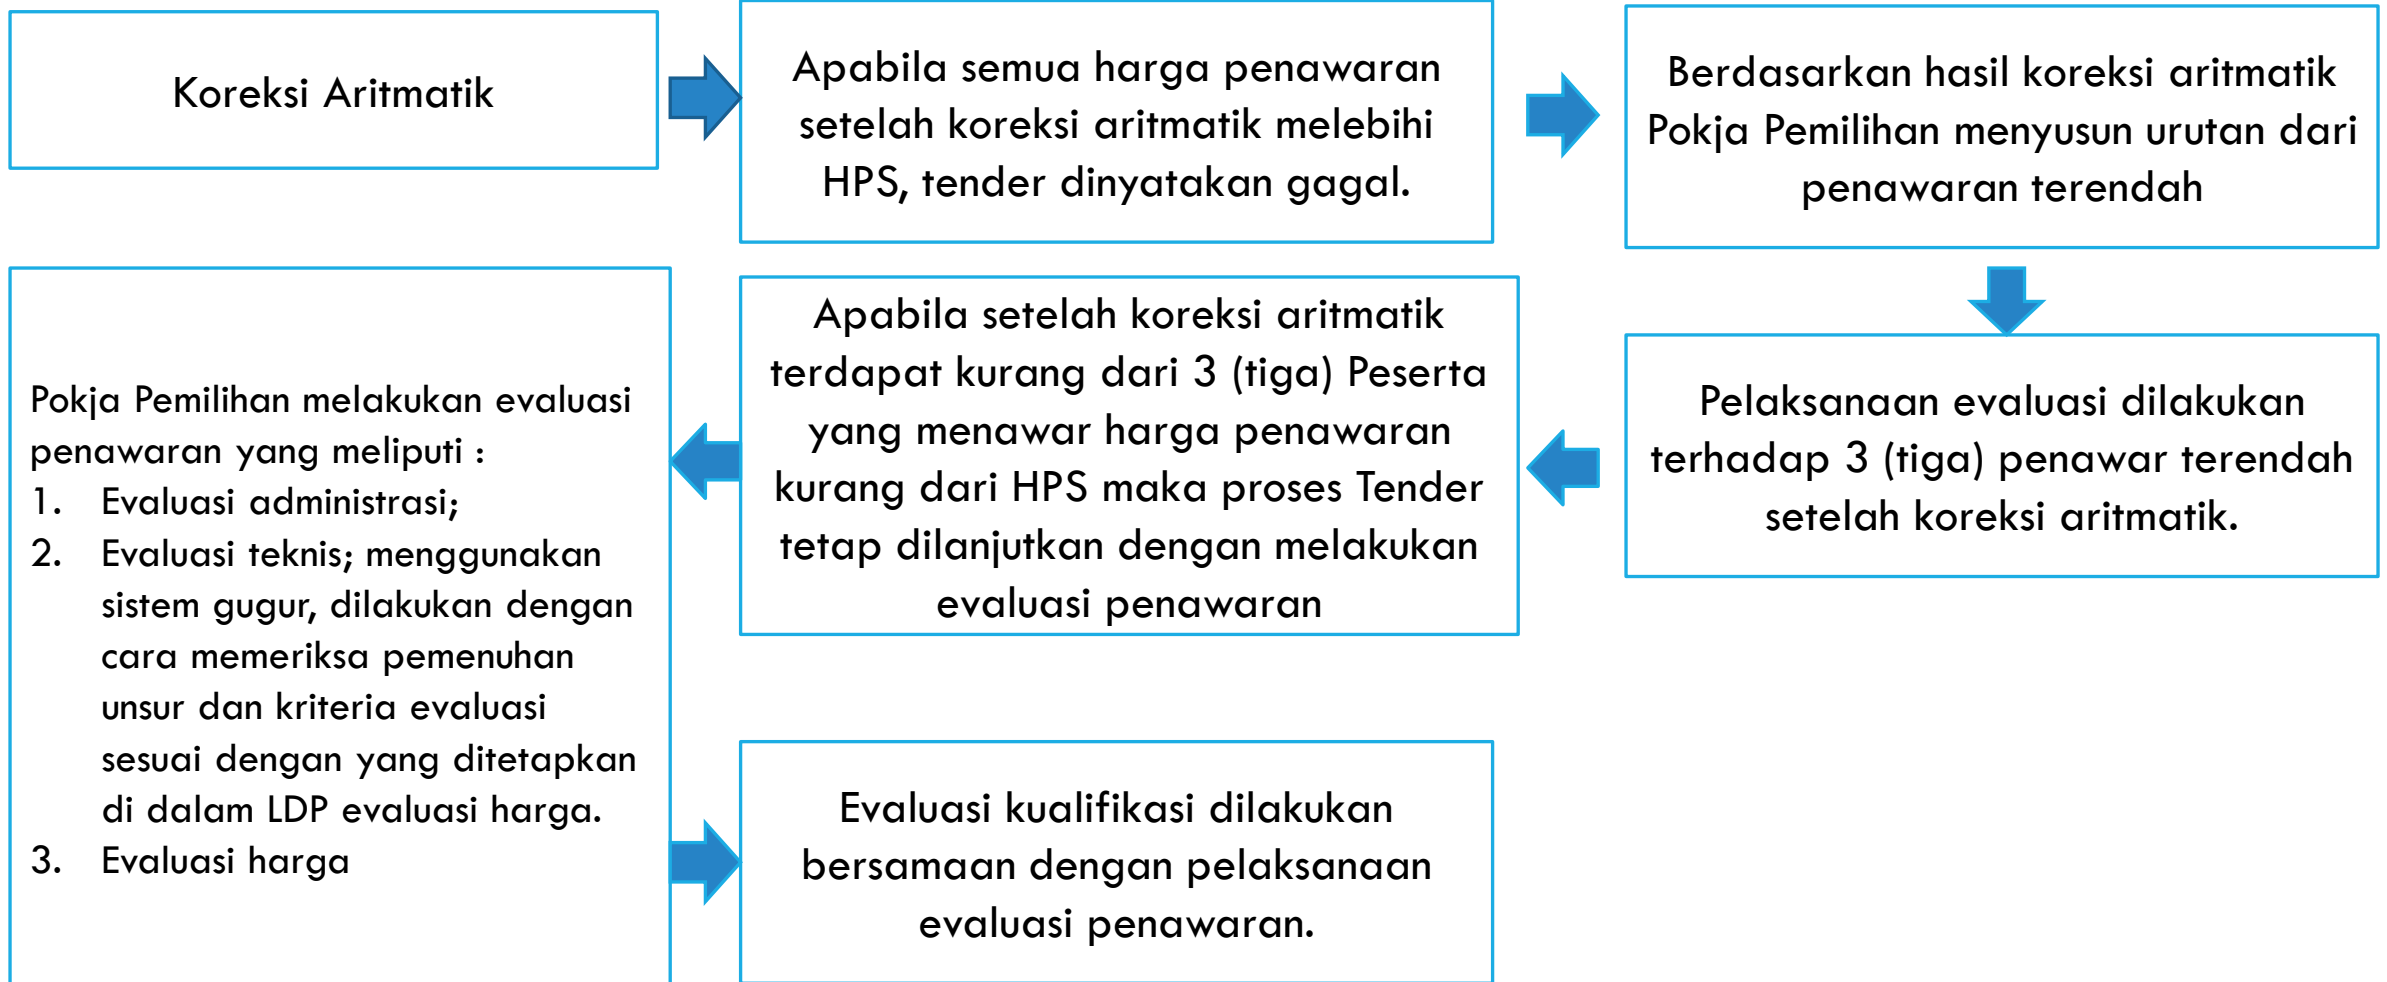 Koreksi Aritmatik
Apabila semua harga penawaran
setelah koreksi aritmatik melebihi
HPS, tender dinyatakan gagal.
Berdasarkan hasil koreksi aritmatik
Pokja Pemilihan menyusun urutan dari
penawaran terendah
Pelaksanaan evaluasi dilakukan
terhadap 3 (tiga) penawar terendah
setelah koreksi aritmatik.
Apabila setelah koreksi aritmatik
terdapat kurang dari 3 (tiga) Peserta
yang menawar harga penawaran
kurang dari HPS maka proses Tender
tetap dilanjutkan dengan melakukan
evaluasi penawaran
Pokja Pemilihan melakukan evaluasi
penawaran yang meliputi :
1. Evaluasi administrasi;
2. Evaluasi teknis; menggunakan
sistem gugur, dilakukan dengan
cara memeriksa pemenuhan
unsur dan kriteria evaluasi
sesuai dengan yang ditetapkan
di dalam LDP evaluasi harga.
3. Evaluasi harga
Evaluasi kualifikasi dilakukan
bersamaan dengan pelaksanaan
evaluasi penawaran.